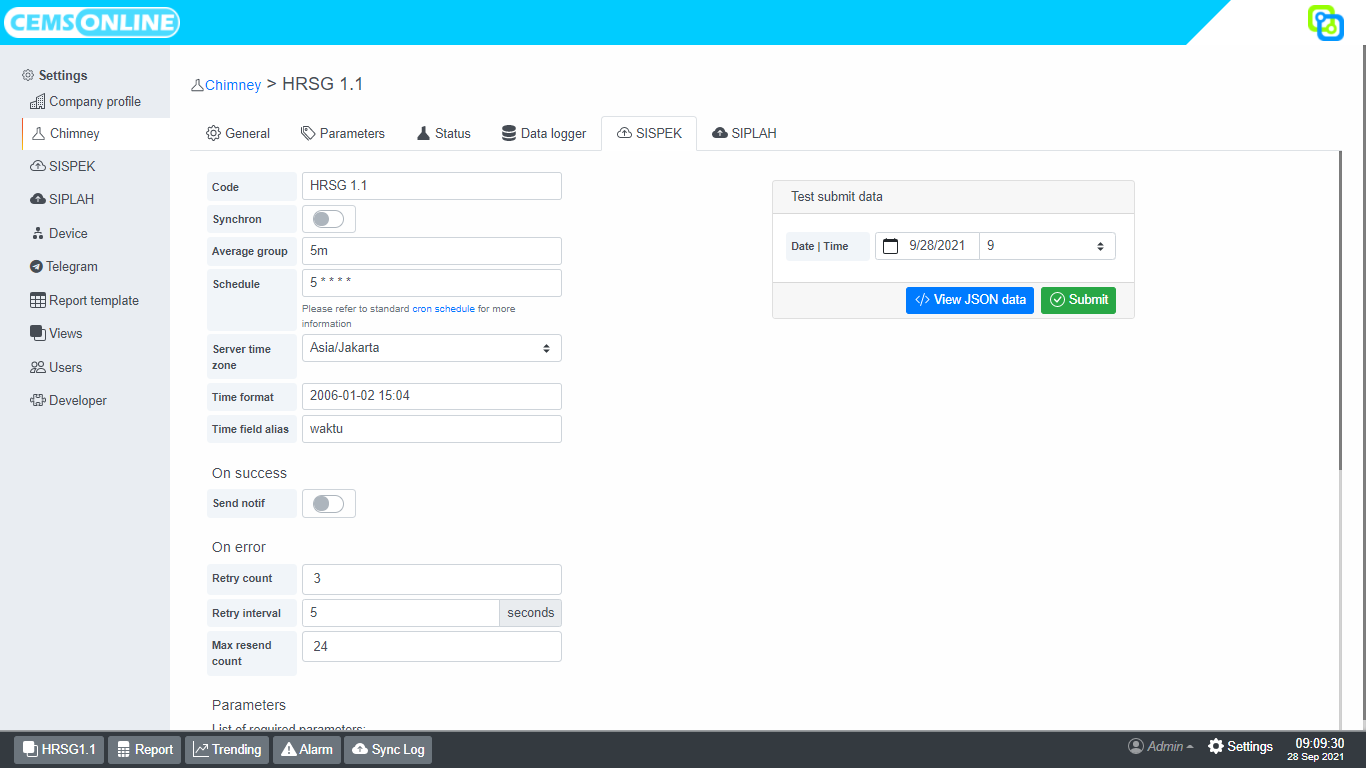 CEMS ONLINE
Settings
Company profile
Chimney
SISPEK
SIPLAH
Device
Telegram
Report template
Views
Users
Developer
Chimney > HRSG 1.1
General
Parameters
Status
Data logger
SISPEK
SIPLAH
Code
HRSG 1.1
Synchron
Average group
5m
Schedule
5 * * * *
Please refer to standard cron schedule for more
information
Server time
zone
Asia/Jakarta
Time format
2006-01-02 15:04
Time field alias
waktu
On success
Send notif
On error
Retry count
3
Retry interval
5
seconds
Max resend
count
24
Parameters
List of required parameters:
Test submit data
Date | Time
9/28/2021
9
</> View JSON data
Submit
HRSG1.1
Report
Trending
Alarm
Sync Log
Admin
Settings
09:09:30
28 Sep 2021